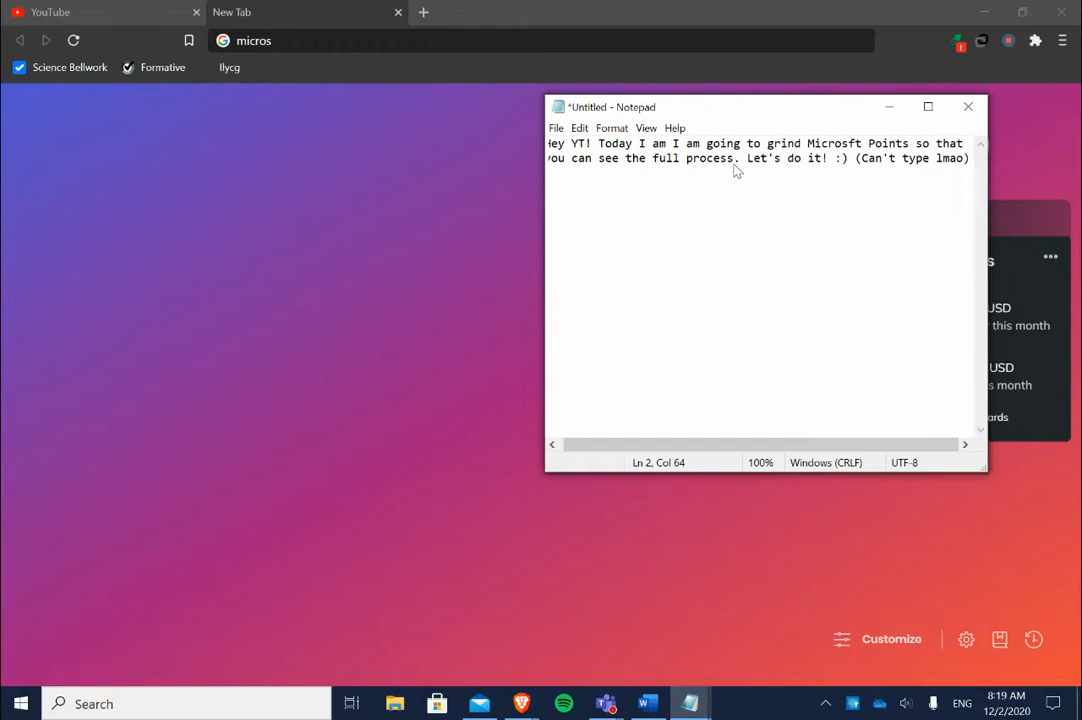 YouTube
New Tab
micros
Science Bellwork
Formative
Ilycg
*Untitled - Notepad
File Edit Format View Help
Hey YT! Today I am I am going to grind Microsft Points so that
you can see the full process. Let's do it! :) (Can't type lmao)
s
USD
this month
USD
s month
ards
Ln 2, Col 64
100%
Windows (CRLF)
UTF-8
Customize
Search
ENG
8:19 AM
12/2/2020